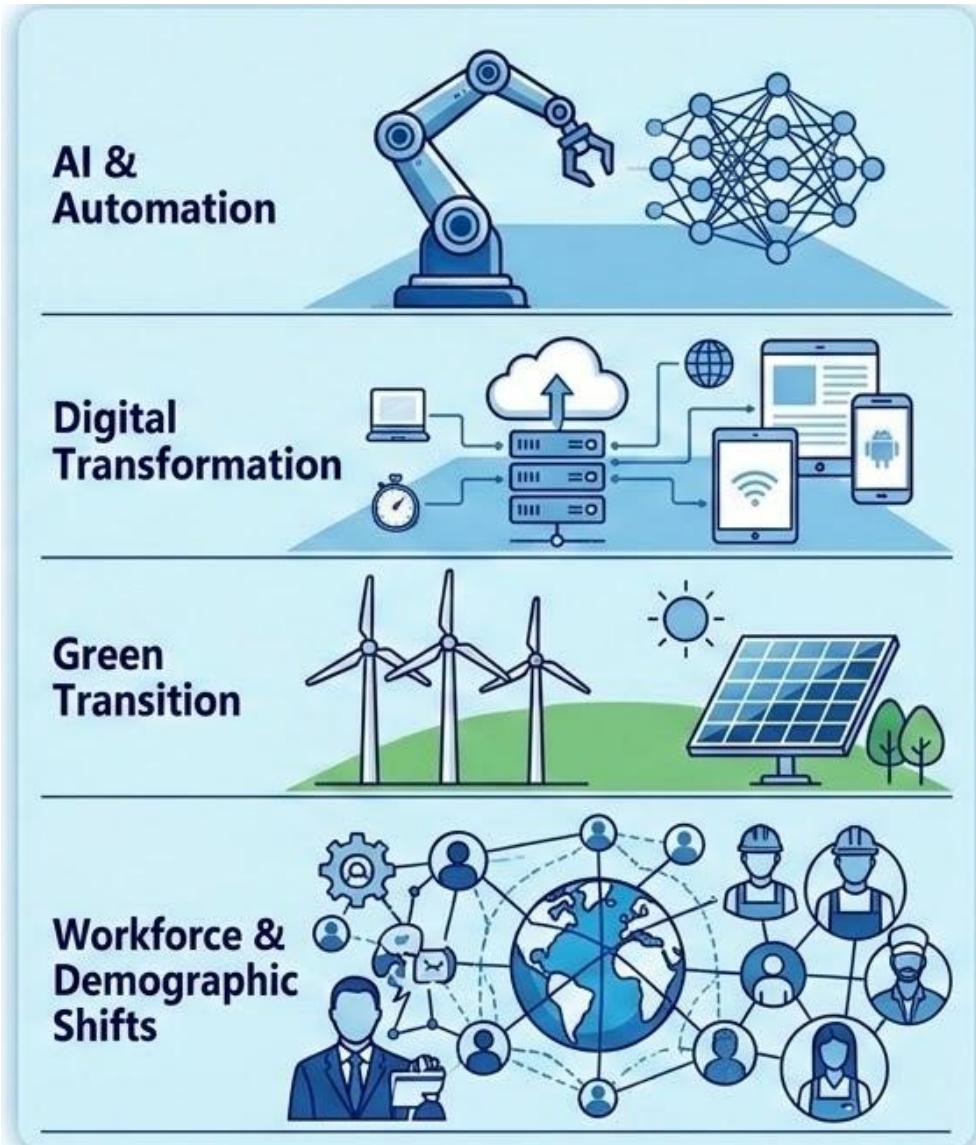 AI &
Automation
Digital
Transformation
Green
Transition
Workforce &
Demographic
Shifts